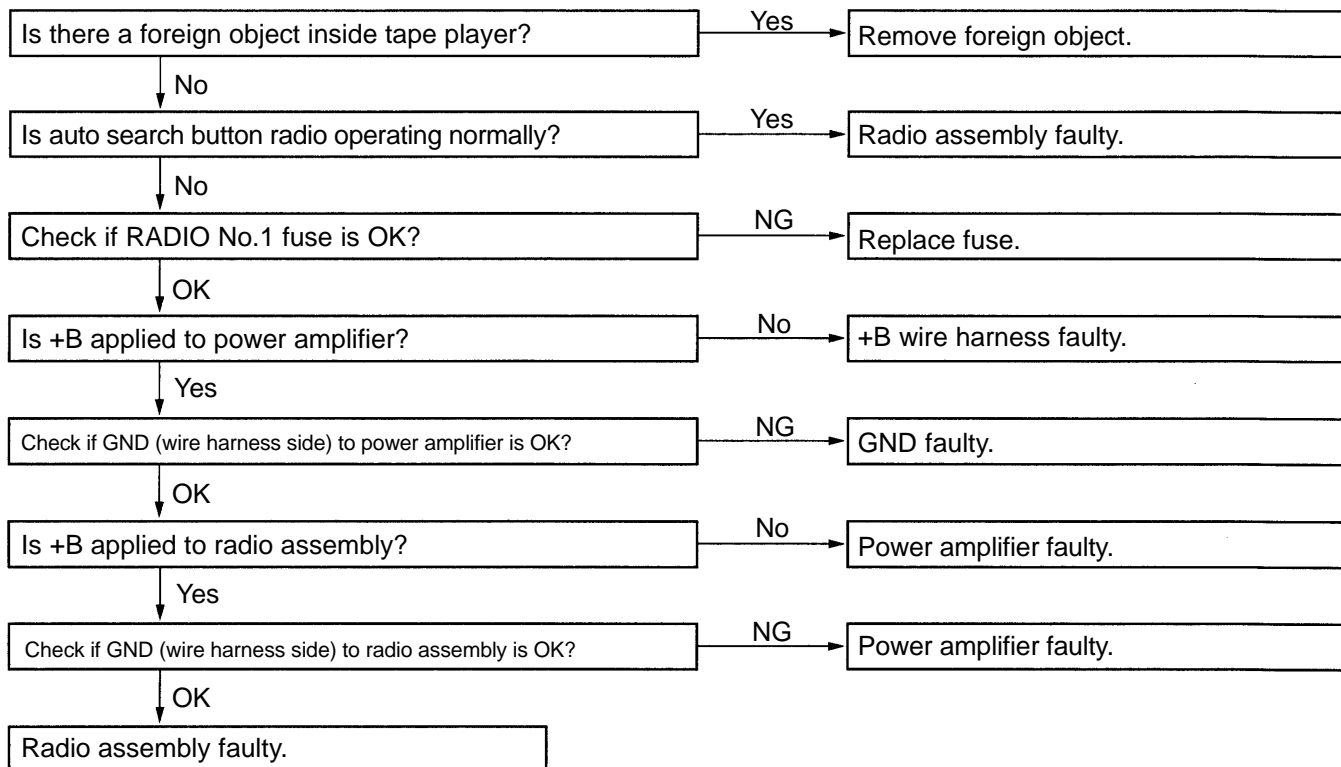 Is there a foreign object inside tape player?
Yes
Remove foreign object.
No
Is auto search button radio operating normally?
Yes
Radio assembly faulty.
No
Check if RADIO No.1 fuse is OK?
NG
Replace fuse.
OK
Is +B applied to power amplifier?
No
+B wire harness faulty.
Yes
Check if GND (wire harness side) to power amplifier is OK?
NG
GND faulty.
OK
Is +B applied to radio assembly?
No
Power amplifier faulty.
Yes
Check if GND (wire harness side) to radio assembly is OK?
NG
Power amplifier faulty.
OK
Radio assembly faulty.